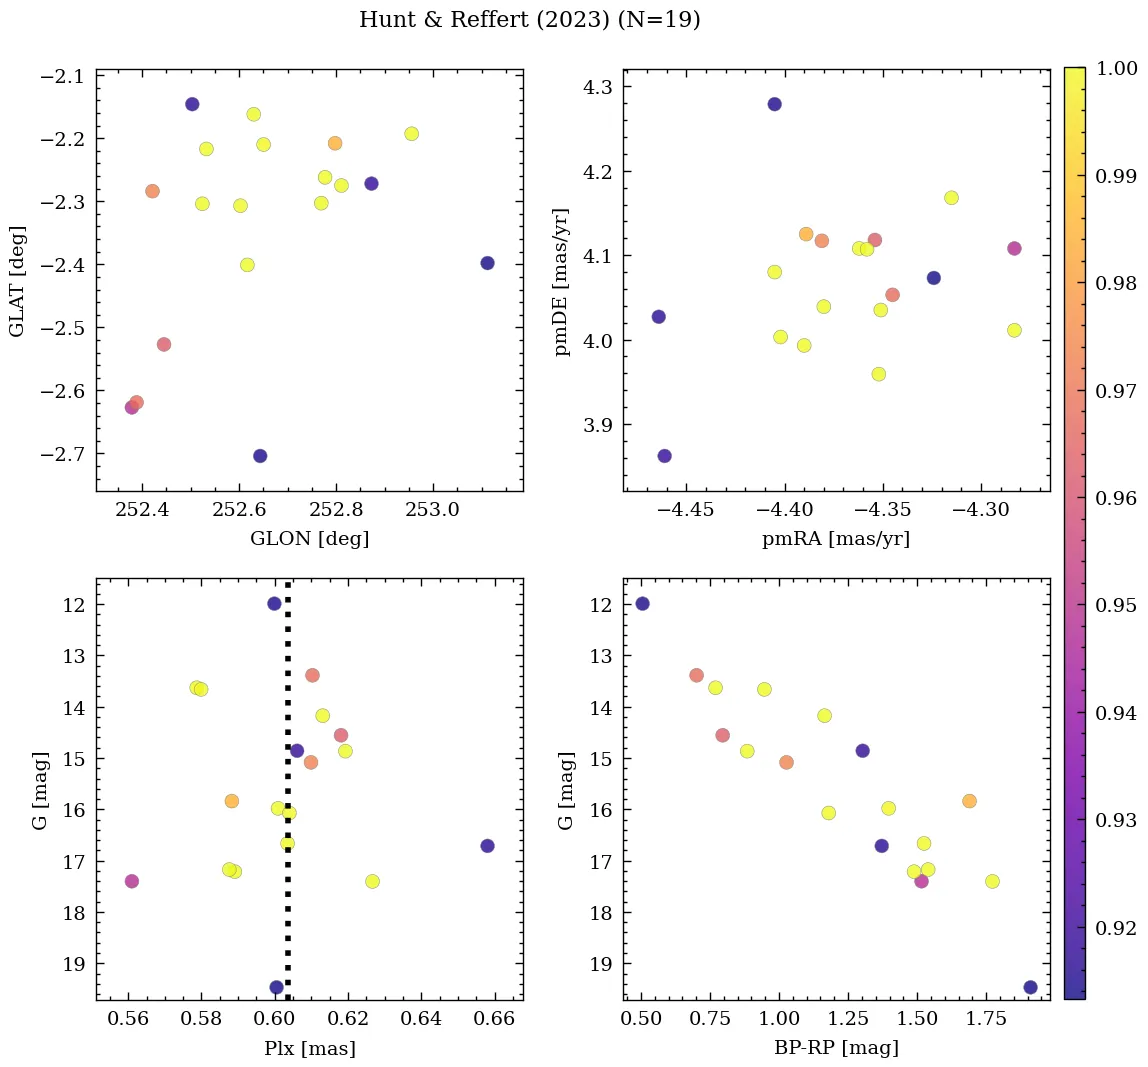 Hunt & Reffert (2023) (N=19)
−2.1
−2.2
−2.3
−2.4
−2.5
−2.6
−2.7
GLAT [deg]
252.4 252.6 252.8 253.0
GLON [deg]
4.3
4.2
4.1
4.0
3.9
pmDE [mas/yr]
−4.45 −4.40 −4.35 −4.30
pmRA [mas/yr]
12
13
14
15
16
17
18
19
G [mag]
0.56 0.58 0.60 0.62 0.64 0.66
Plx [mas]
12
13
14
15
16
17
18
19
G [mag]
0.50 0.75 1.00 1.25 1.50 1.75
BP-RP [mag]
1.00
0.99
0.98
0.97
0.96
0.95
0.94
0.93
0.92